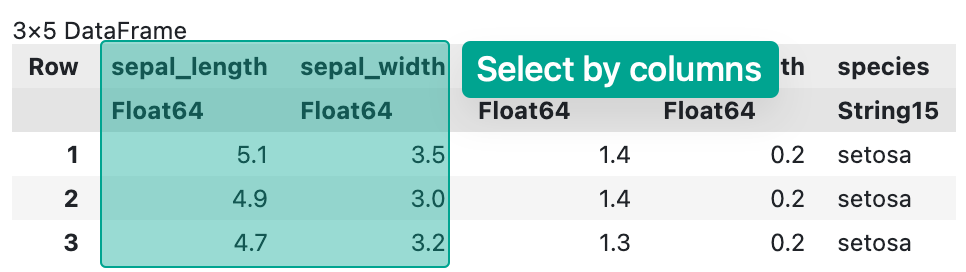 3×5 DataFrame
Row sepal_length sepal_width Select by columns th species
Float64 Float64 Float64 Float64 String15
1 5.1 3.5 1.4 0.2 setosa
2 4.9 3.0 1.4 0.2 setosa
3 4.7 3.2 1.3 0.2 setosa